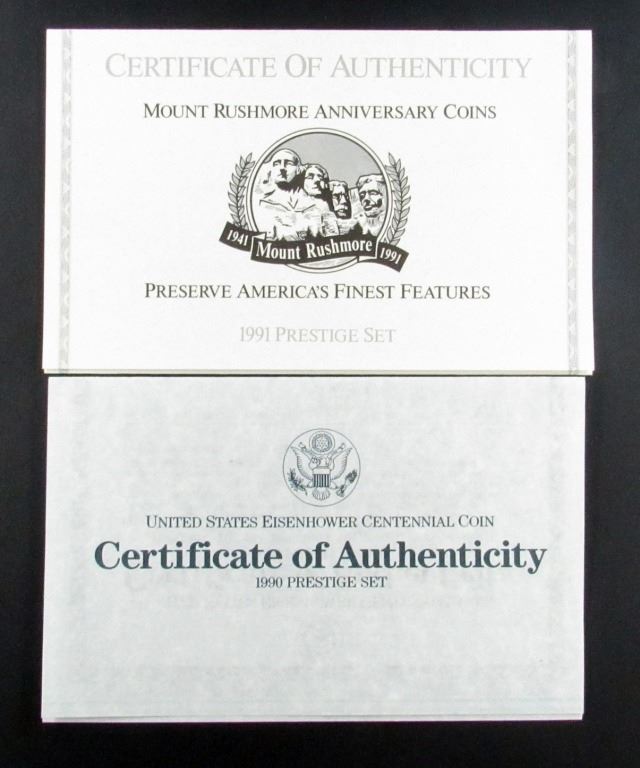 CERTIFICATE OF AUTHENTICITY
MOUNT RUSHMORE ANNIVERSARY COINS
1941 Mount Rushmore 1991
PRESERVE AMERICA'S FINEST FEATURES
1991 PRESTIGE SET
UNITED STATES EISENHOWER CENTENNIAL COIN
Certificate of Authenticity
1990 PRESTIGE SET